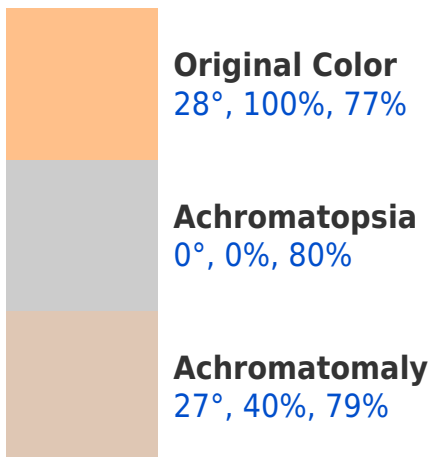 Original Color
28°, 100%, 77%
Achromatopsia
0°, 0%, 80%
Achromatomaly
27°, 40%, 79%